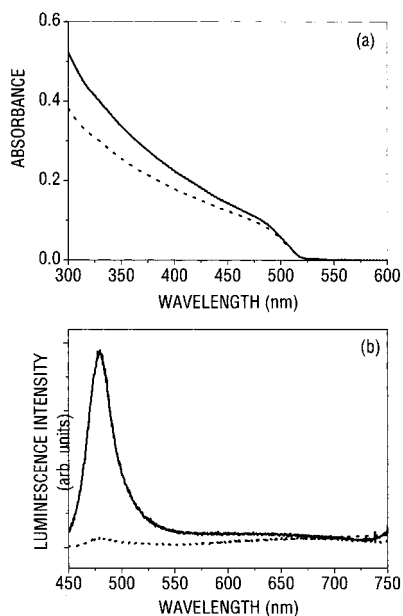 (a)
ABSORBANCE
0.6
0.4
0.2
0.0
300 350 400 450 500 550 600
WAVELENGTH (nm)
(b)
LUMINESCENCE INTENSITY
(arb. units)
450 500 550 600 650 700 750
WAVELENGTH (nm)